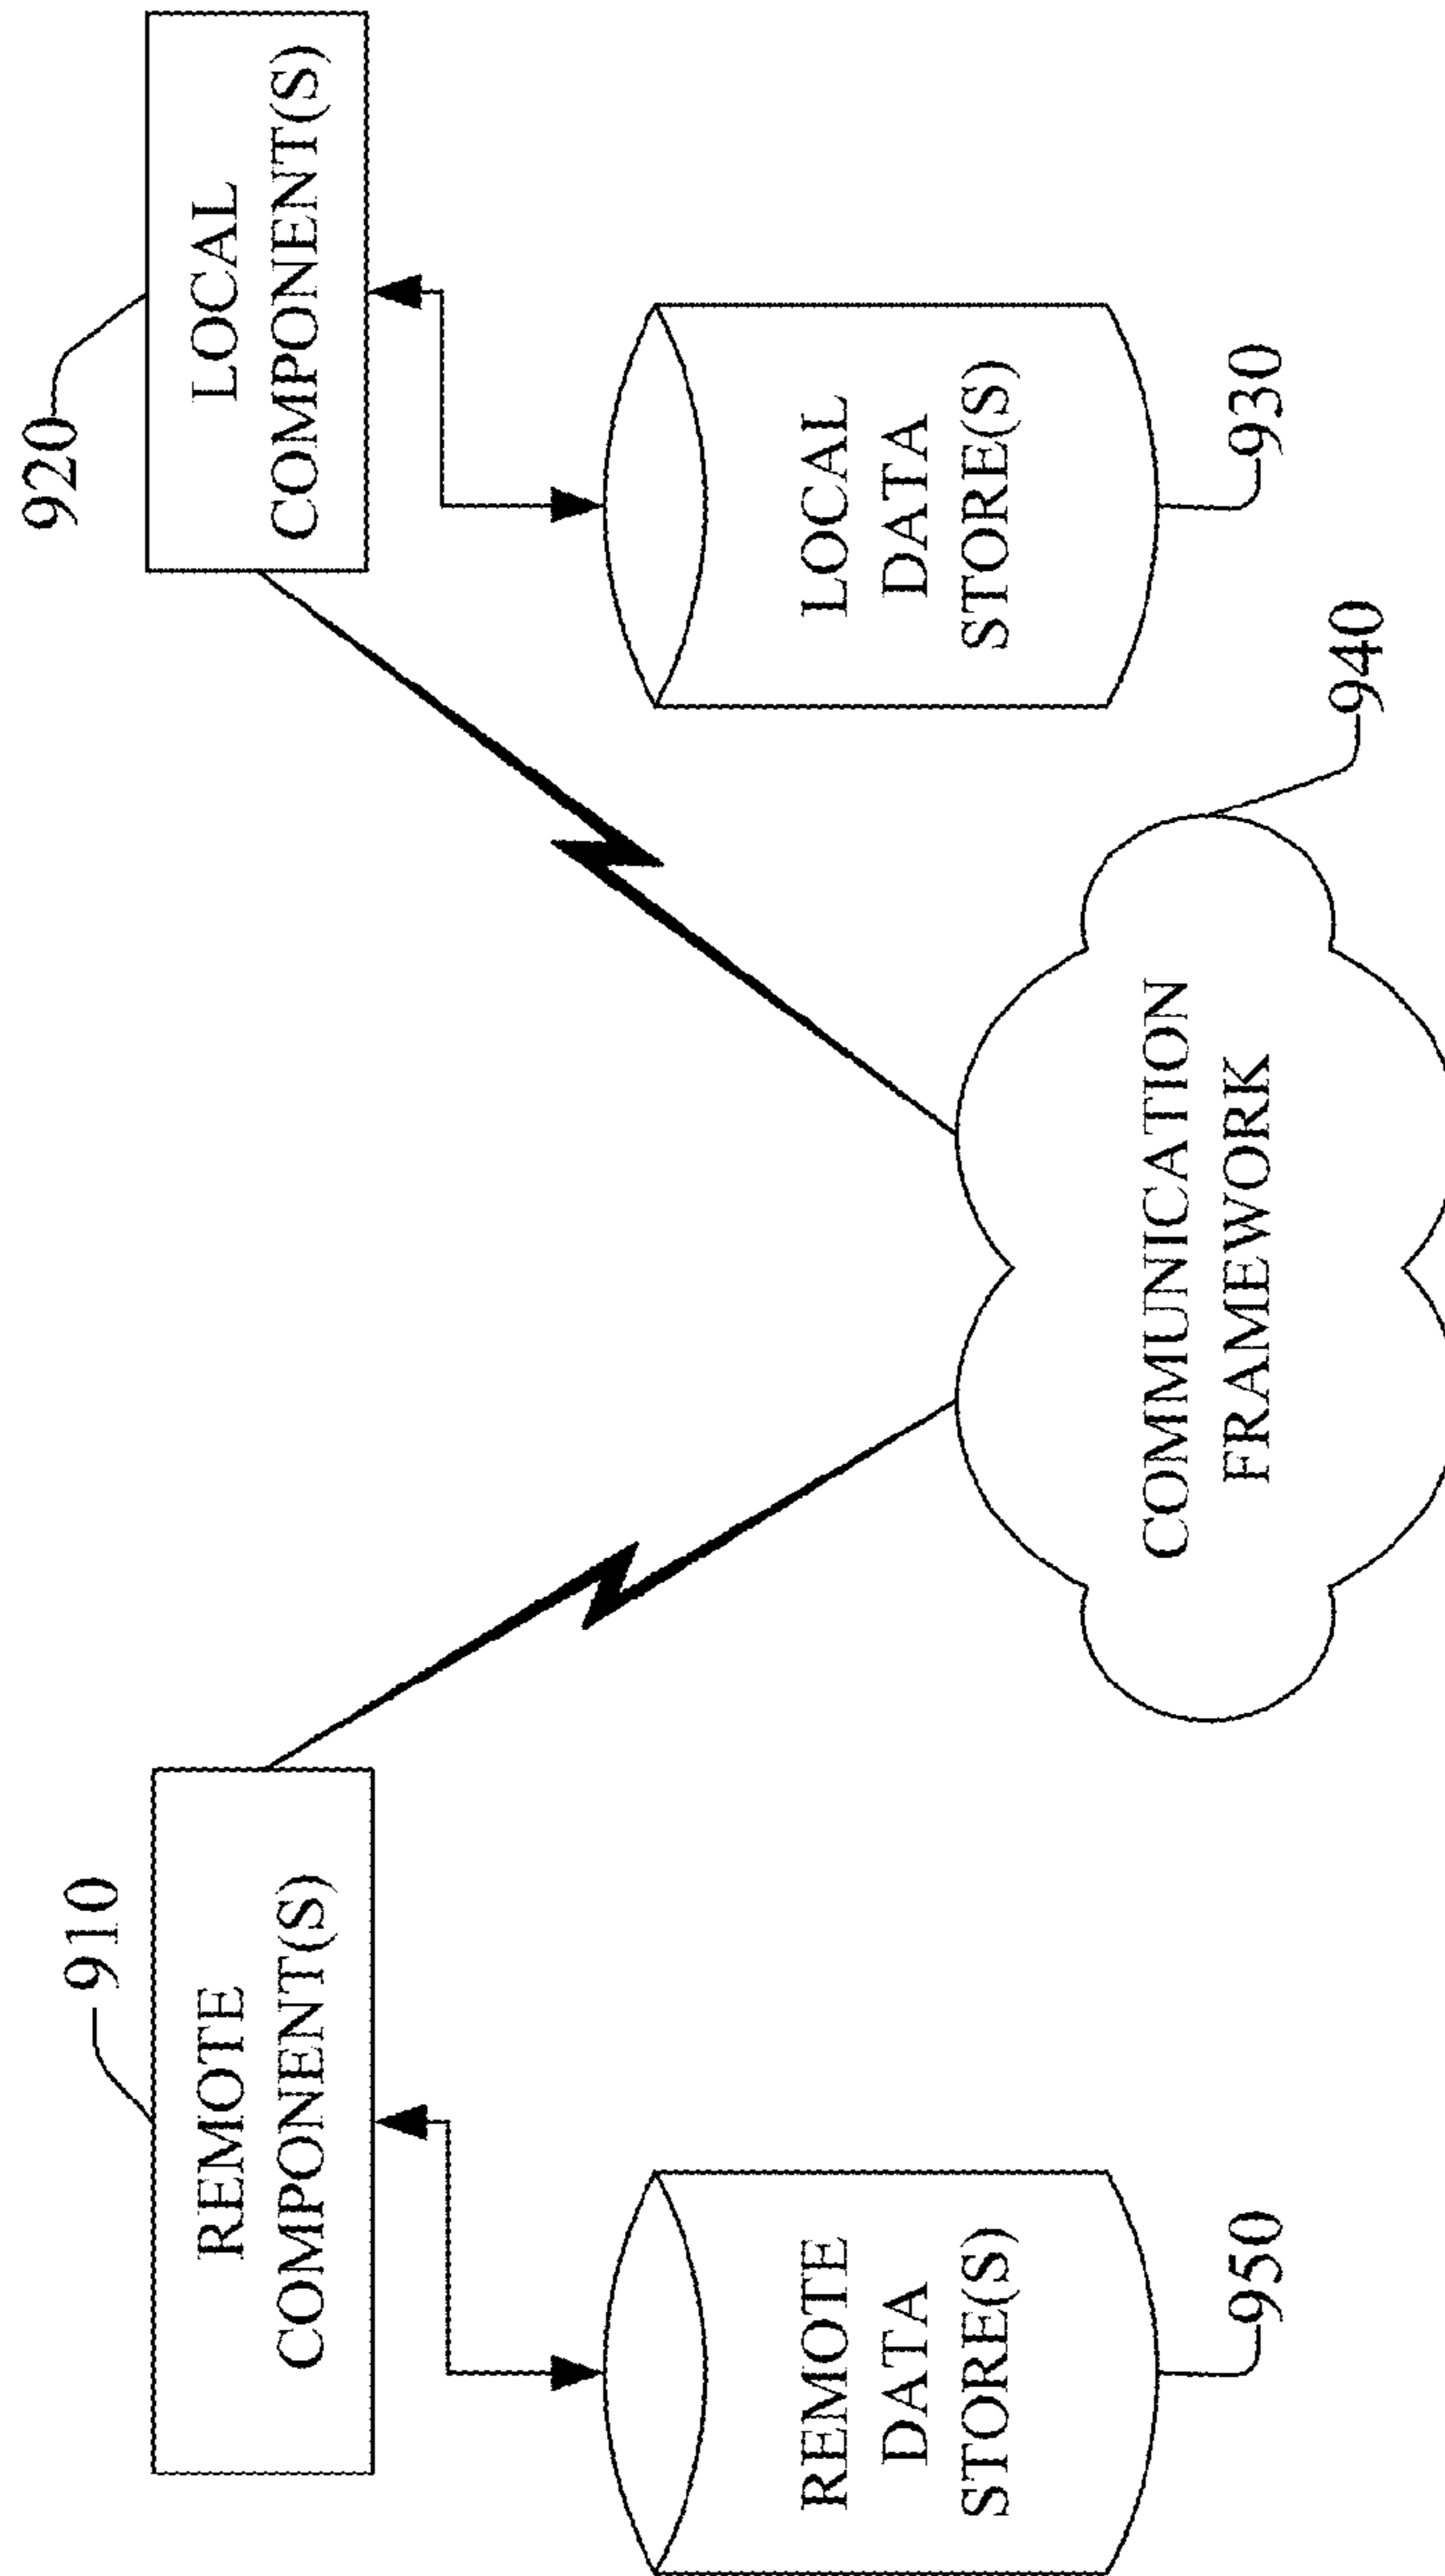 910
REMOTE
COMPONENT(S)
920
LOCAL
COMPONENT(S)
REMOTE
DATA
STORE(S)
950
COMMUNICATION
FRAMEWORK
940
LOCAL
DATA
STORE(S)
930